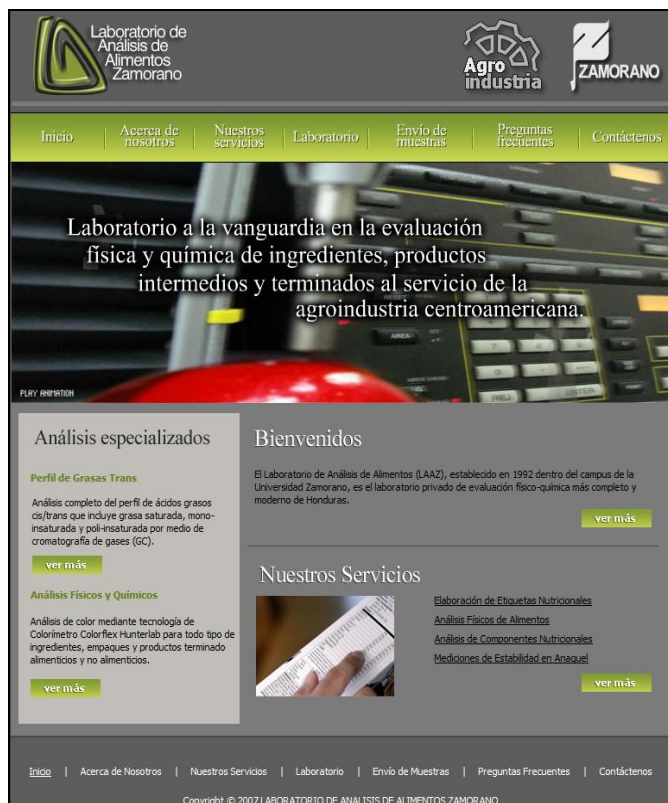 Laboratorio de
Análisis de
Alimentos
Zamorano
Agro
industria
ZAMORANO
Inicio
Acerca de
nosotros
Nuestros
servicios
Laboratorio
Envío de
muestras
Preguntas
frecuentes
Contáctenos
Laboratorio a la vanguardia en la evaluación
física y química de ingredientes, productos
intermedios y terminados al servicio de la
agroindustria centroamericana.
AREA
ENTER
PLAY ANIMATION
Análisis especializados
Perfil de Grasas Trans
Análisis completo del perfil de ácidos grasos
cis/trans que incluye grasa saturada, mono-
insaturada y poli-insaturada por medio de
cromatografía de gases (GC).
ver más
Análisis Físicos y Químicos
Análisis de color mediante tecnología de
Colorímetro Colorflex Hunterlab para todo tipo de
ingredientes, empaques y productos terminado
alimenticios y no alimenticios.
ver más
Bienvenidos
El Laboratorio de Análisis de Alimentos (LAAZ), establecido en 1992 dentro del campus de la
Universidad Zamorano, es el laboratorio privado de evaluación físico-química más completo y
moderno de Honduras.
ver más
Nuestros Servicios
Elaboración de Etiquetas Nutricionales
Análisis Físicos de Alimentos
Análisis de Componentes Nutricionales
Mediciones de Estabilidad en Anaquel
ver más
Inicio | Acerca de Nosotros | Nuestros Servicios | Laboratorio | Envío de Muestras | Preguntas Frecuentes | Contáctenos
Copyright © 2007 LABORATORIO DE ANALISIS DE ALIMENTOS ZAMORANO